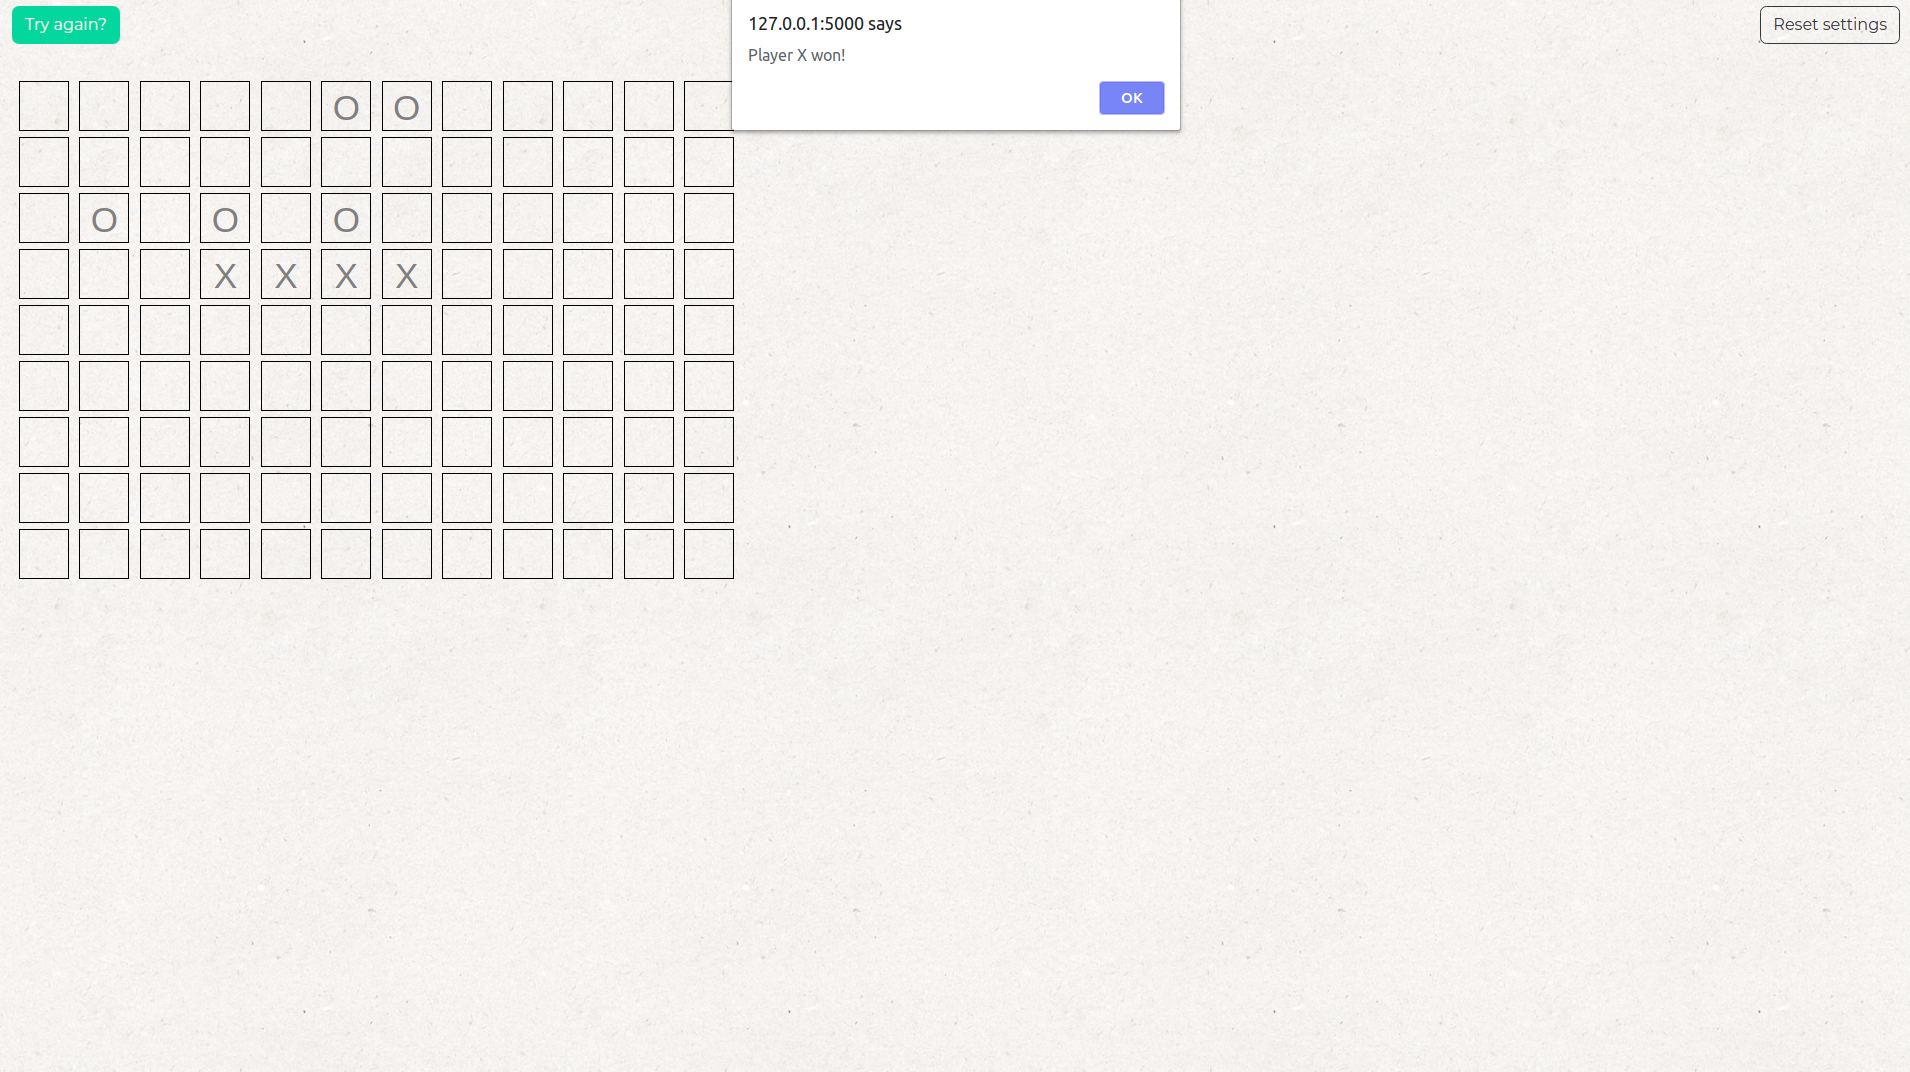 Try again?
127.0.0.1:5000 says
Reset settings
Player X won!
OK
O O
O O O
X X X X